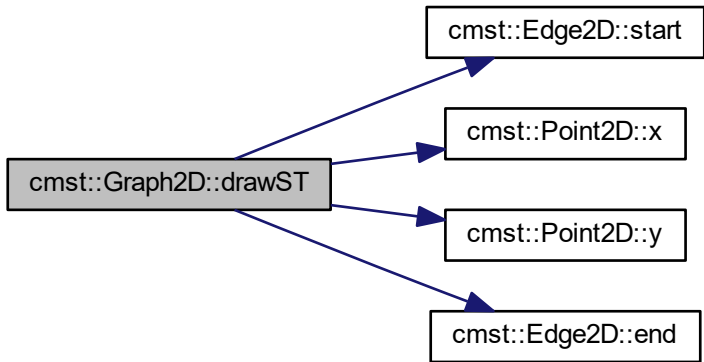 cmst::Edge2D::start
cmst::Point2D::x
cmst::Graph2D::drawST
cmst::Point2D::y
cmst::Edge2D::end